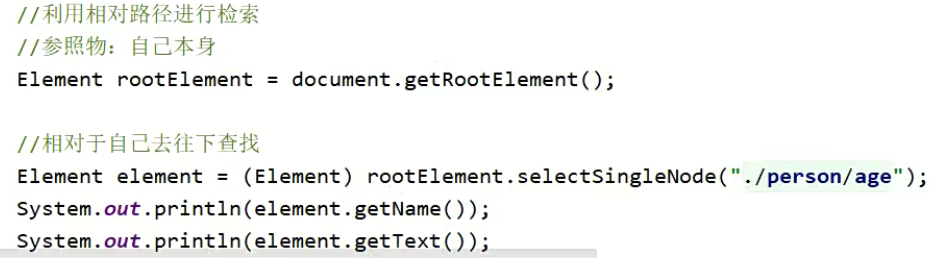 //利用相对路径进行检索
//参照物：自己本身
Element rootElement = document.getRootElement();
//相对于自己去往下查找
Element element = (Element) rootElement.selectSingleNode("./person/age");
System.out.println(element.getName());
System.out.println(element.getText());